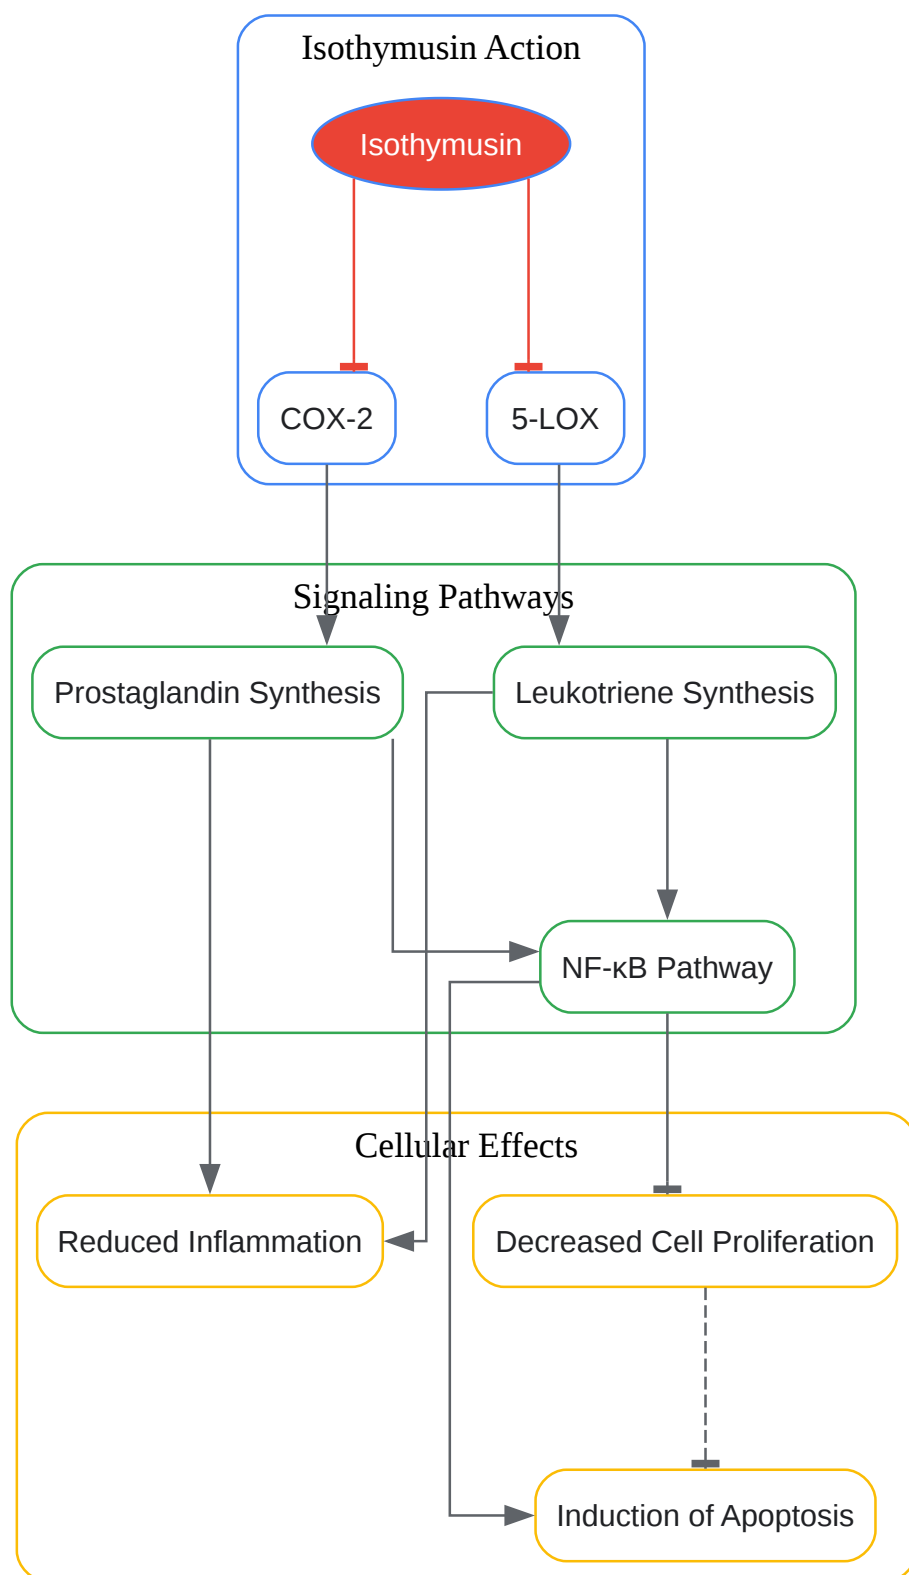 Isothymusin Action
Isothymusin
COX-2
5-LOX
Signaling Pathways
Prostaglandin Synthesis
Leukotriene Synthesis
NF-κB Pathway
Cellular Effects
Reduced Inflammation
Decreased Cell Proliferation
Induction of Apoptosis